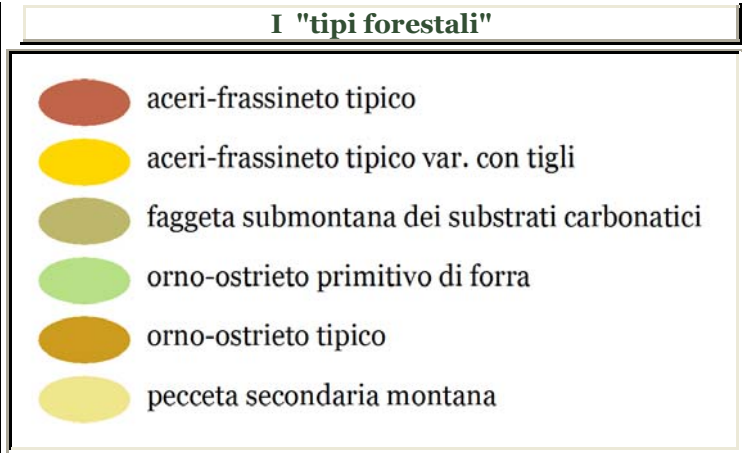 I "tipi forestali"
aceri-frassineto tipico
aceri-frassineto tipico var. con tigli
faggeta submontana dei substrati carbonatici
orno-ostrieto primitivo di forra
orno-ostrieto tipico
pecceta secondaria montana